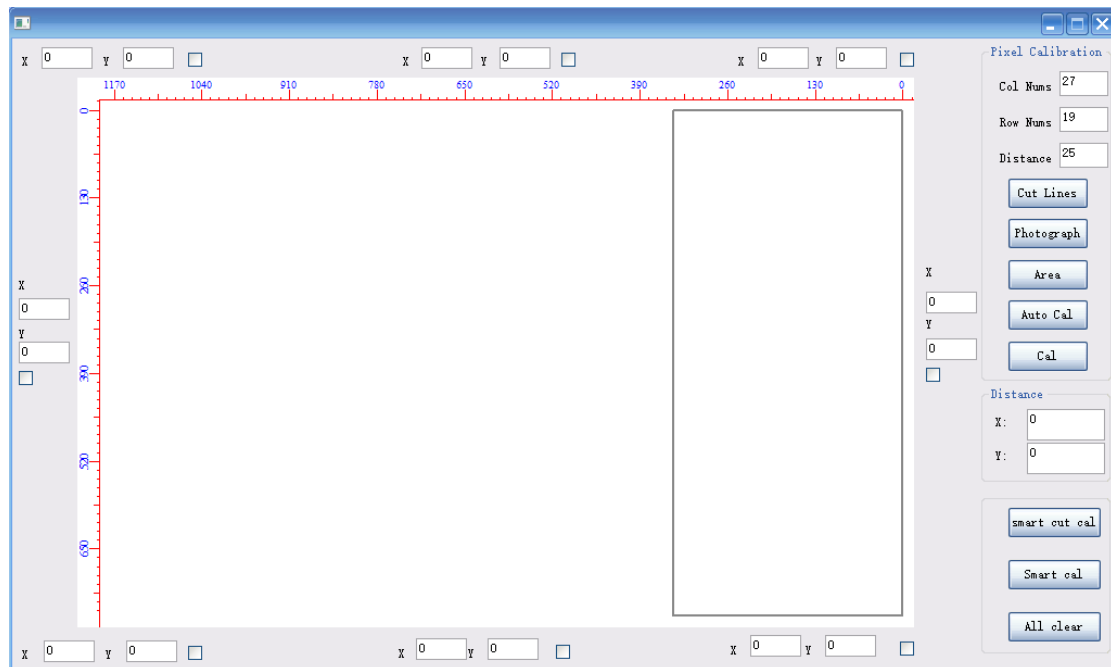 X 0 Y 0 X 0 Y 0 X 0 Y 0
1170 1040 910 780 650 520 390 260 130 0
0
130
260
390
520
650
X
0
Y
0
X
0
Y
0
X 0 Y 0 X 0 Y 0 X 0 Y 0
Pixel Calibration
Col Nums 27
Row Nums 19
Distance 25
Cut Lines
Photograph
Area
Auto Cal
Cal
Distance
X: 0
Y: 0
smart cut cal
Smart cal
All clear